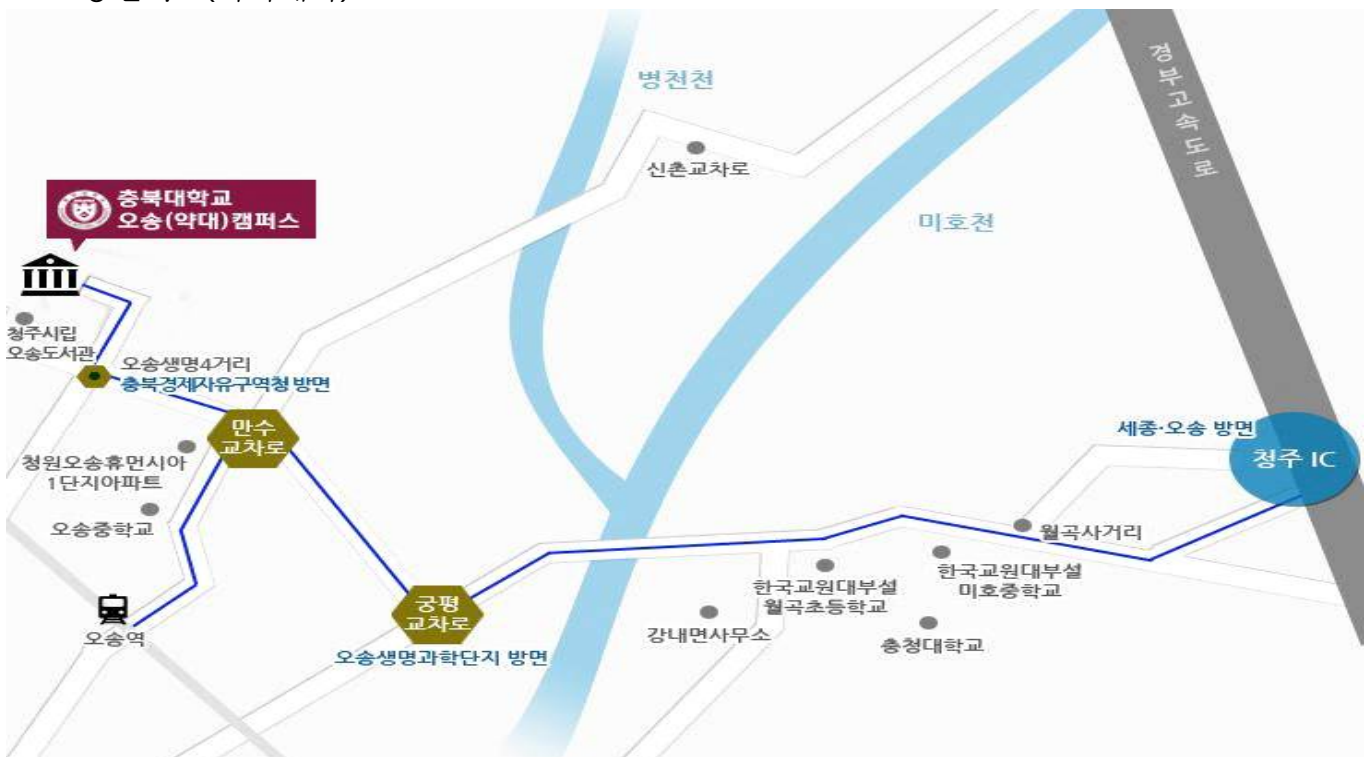 병천천
경부고속도로
신촌교차로
충북대학교
오송(약대)캠퍼스
미호천
청주시립
오송도서관
오송생명4거리
충북경제자유구역청 방면
만수
교차로
세종·오송 방면
청주 IC
청원오송휴먼시아
1단지아파트
오송중학교
월곡사거리
한국교원대부설
미호중학교
한국교원대부설
월곡초등학교
궁평
교차로
강내면사무소
충청대학교
오송역
오송생명과학단지 방면